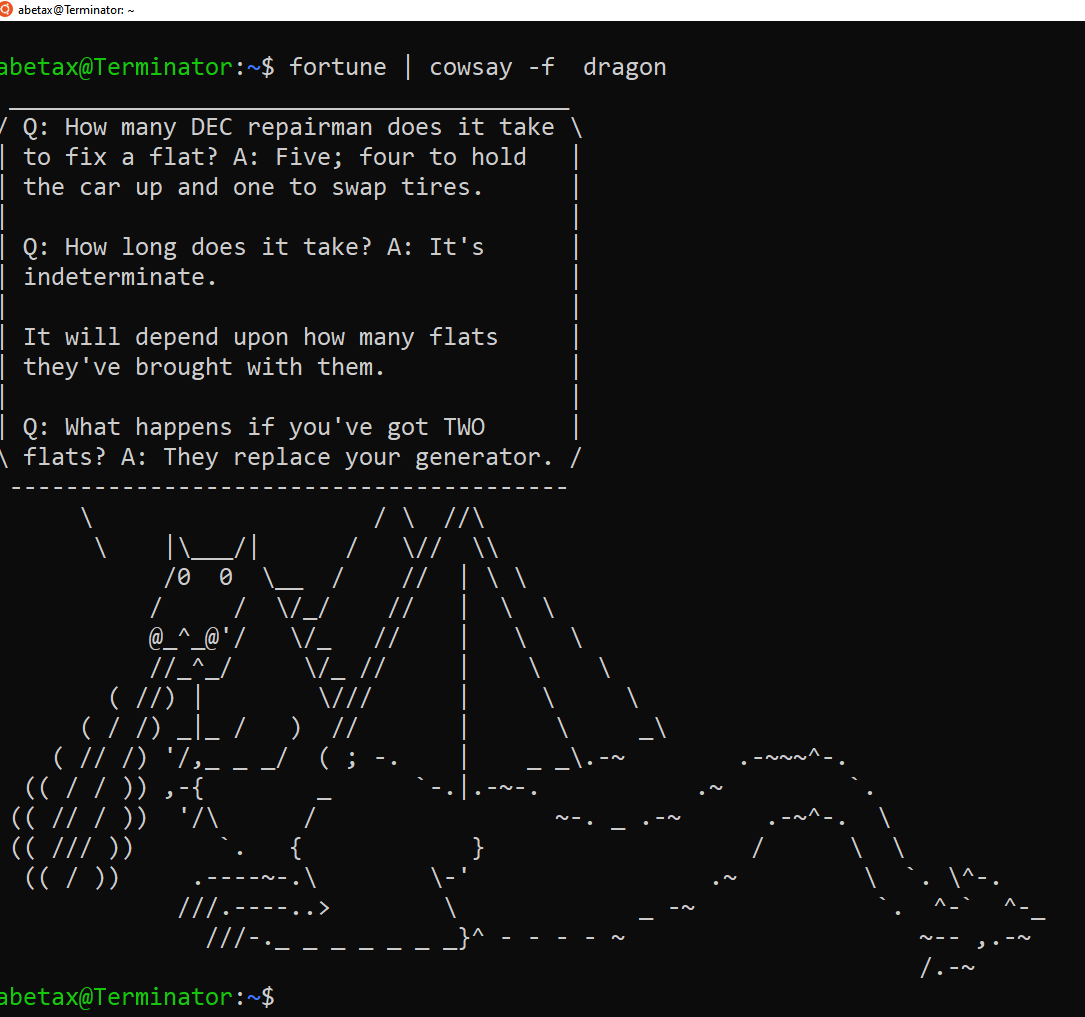 abetax@Terminator: ~
abetax@Terminator:~$ fortune | cowsay -f  dragon
 ________________________________________
/ Q: How many DEC repairman does it take \
| to fix a flat? A: Five; four to hold   |
| the car up and one to swap tires.      |
|                                        |
| Q: How long does it take? A: It's      |
| indeterminate.                         |
|                                        |
| It will depend upon how many flats     |
| they've brought with them.             |
|                                        |
| Q: What happens if you've got TWO      |
\ flats? A: They replace your generator. /
 ----------------------------------------
      \                    / \  //\
       \    |\___/|      /   \//  \\
            /0  0  \__  /    //  | \ \
           /     /  \/_/    //   |  \  \
           @_^_@'/   \/_   //    |   \   \
           //_^_/     \/_ //     |    \    \
        ( //) |        \///      |     \     \
      ( / /) _|_ /   )  //       |      \     _\
    ( // /) '/,_ _ _/  ( ; -.    |    _ _\.-~        .-~~~^-.
  (( / / )) ,-{        _      `-.|.-~-.           .~         `.
 (( // / ))  '/\      /                 ~-. _ .-~      .-~^-.  \
 (( /// ))      `.   {            }                   /      \  \
  (( / ))     .----~-.\        \-'                 .~         \  `. \^-.
             ///.----..>        \             _ -~             `.  ^-`  ^-_
               ///-._ _ _ _ _ _ _}^ - - - - ~                     ~-- ,.-~
                                                                  /.-~
abetax@Terminator:~$